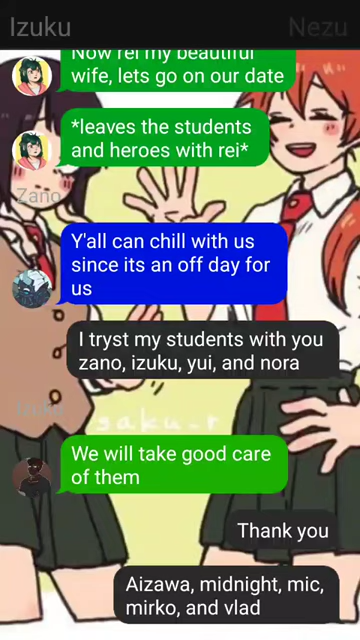 Izuku
Nezu
Now rei my beautiful
wife, lets go on our date
*leaves the students
and heroes with rei*
Zano
Y'all can chill with us
since its an off day for
us
I tryst my students with you
zano, izuku, yui, and nora
Izuku
saku_r
We will take good care
of them
Thank you
Aizawa, midnight, mic,
mirko, and vlad